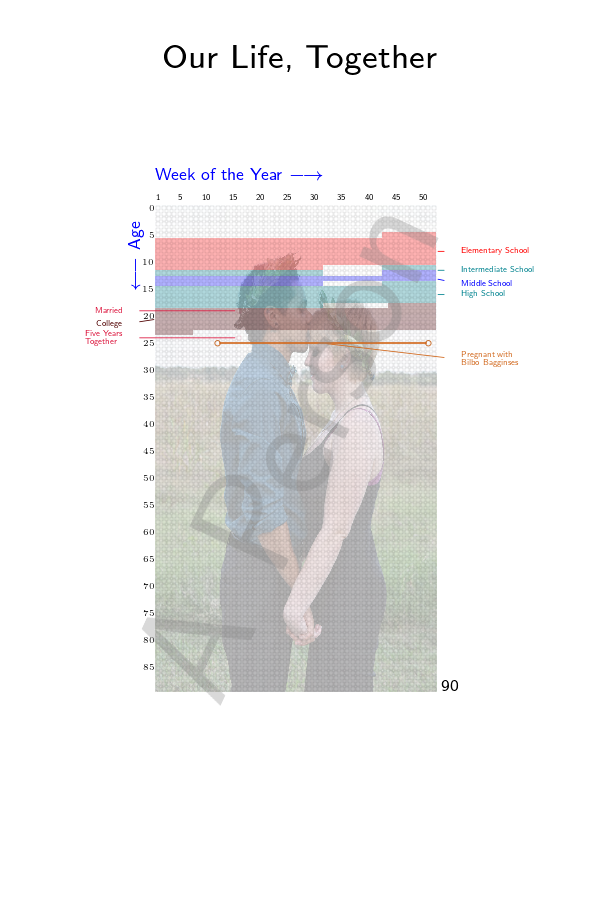 Our Life, Together
Week of the Year ⟶
1 5 10 15 20 25 30 35 40 45 50
⟵ Age
0
5
10
15
20
25
30
35
40
45
50
55
60
65
70
75
80
85
90
Married
College
Five Years
Together
Elementary School
Intermediate School
Middle School
High School
Pregnant with
Bilbo Bagginses
A Person